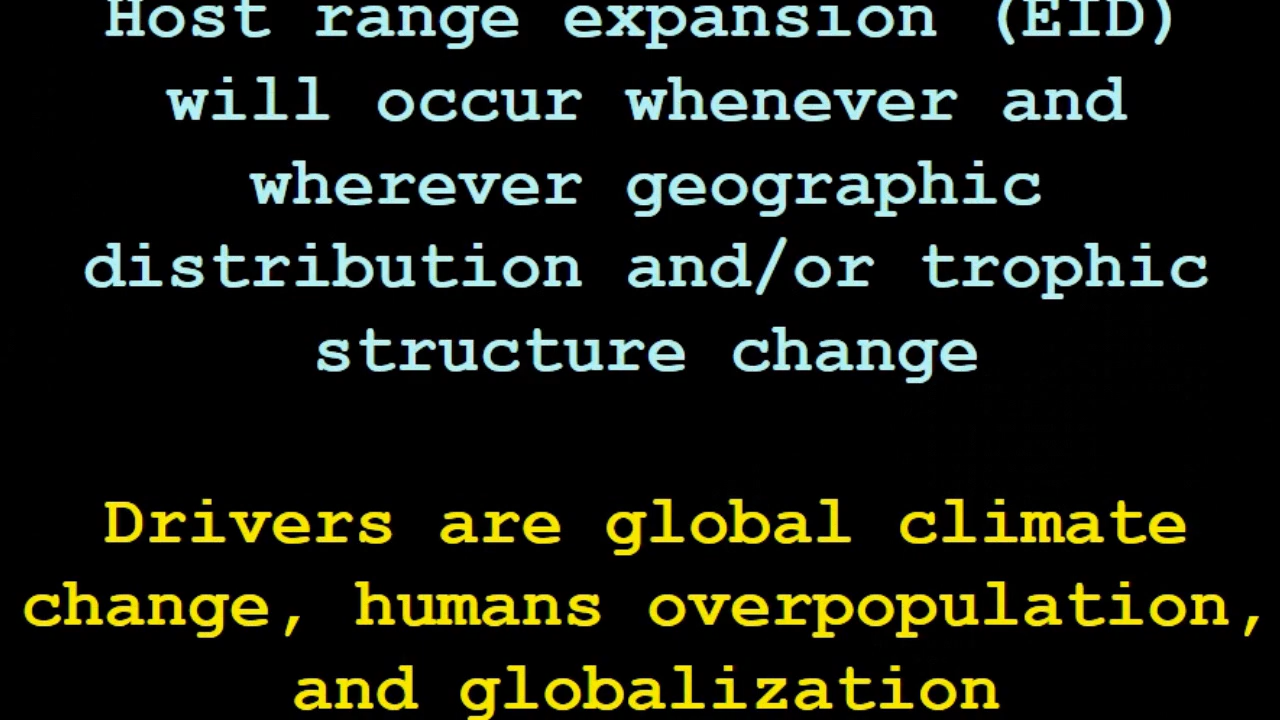 Host range expansion (EID)
will occur whenever and
wherever geographic
distribution and/or trophic
structure change
Drivers are global climate
change, humans overpopulation,
and globalization